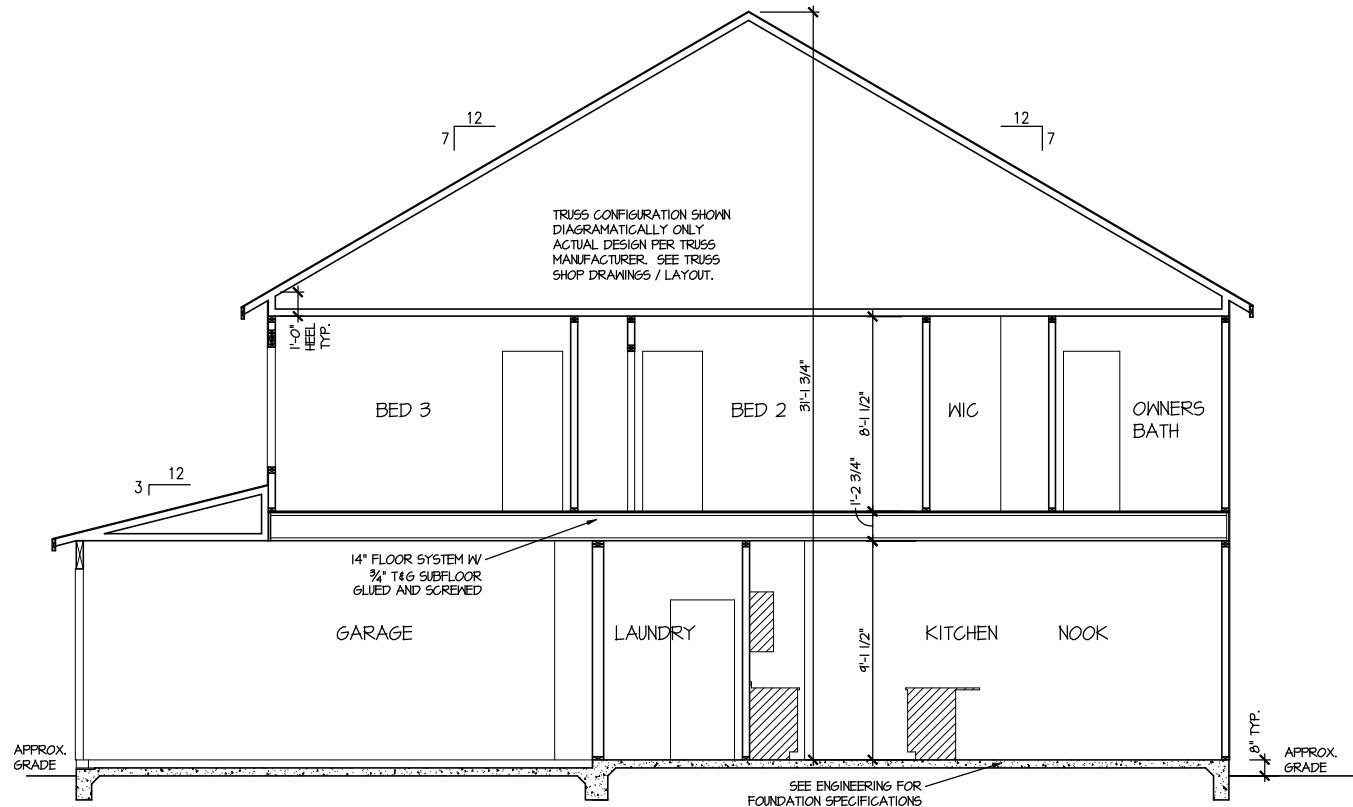 12
7
12
7
TRUSS CONFIGURATION SHOWN
DIAGRAMATICALLY ONLY
ACTUAL DESIGN PER TRUSS
MANUFACTURER. SEE TRUSS
SHOP DRAWINGS / LAYOUT.
1'-0"
HEEL
TYP.
31'-1 3/4"
8'-1 1/2"
BED 3
BED 2
WIC
OWNERS
BATH
3
12
1'-2 3/4"
14" FLOOR SYSTEM W/
3/4" T&G SUBFLOOR
GLUED AND SCREWED
GARAGE
LAUNDRY
9'-1 1/2"
KITCHEN
NOOK
APPROX.
GRADE
8" TYP.
APPROX.
GRADE
SEE ENGINEERING FOR
FOUNDATION SPECIFICATIONS